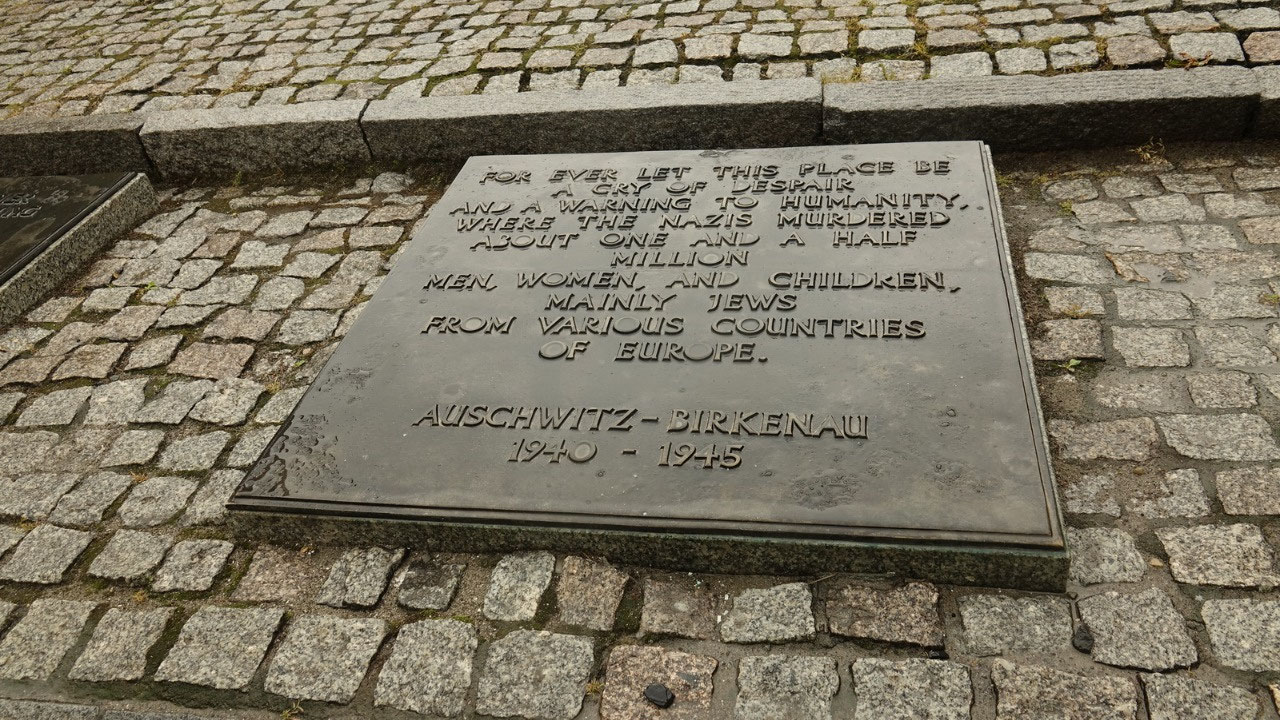 FOR EVER LET THIS PLACE BE
A CRY OF DESPAIR
AND A WARNING TO HUMANITY,
WHERE THE NAZIS MURDERED
ABOUT ONE AND A HALF
MILLION
MEN, WOMEN, AND CHILDREN,
MAINLY JEWS
FROM VARIOUS COUNTRIES
OF EUROPE.
AUSCHWITZ-BIRKENAU
1940 - 1945